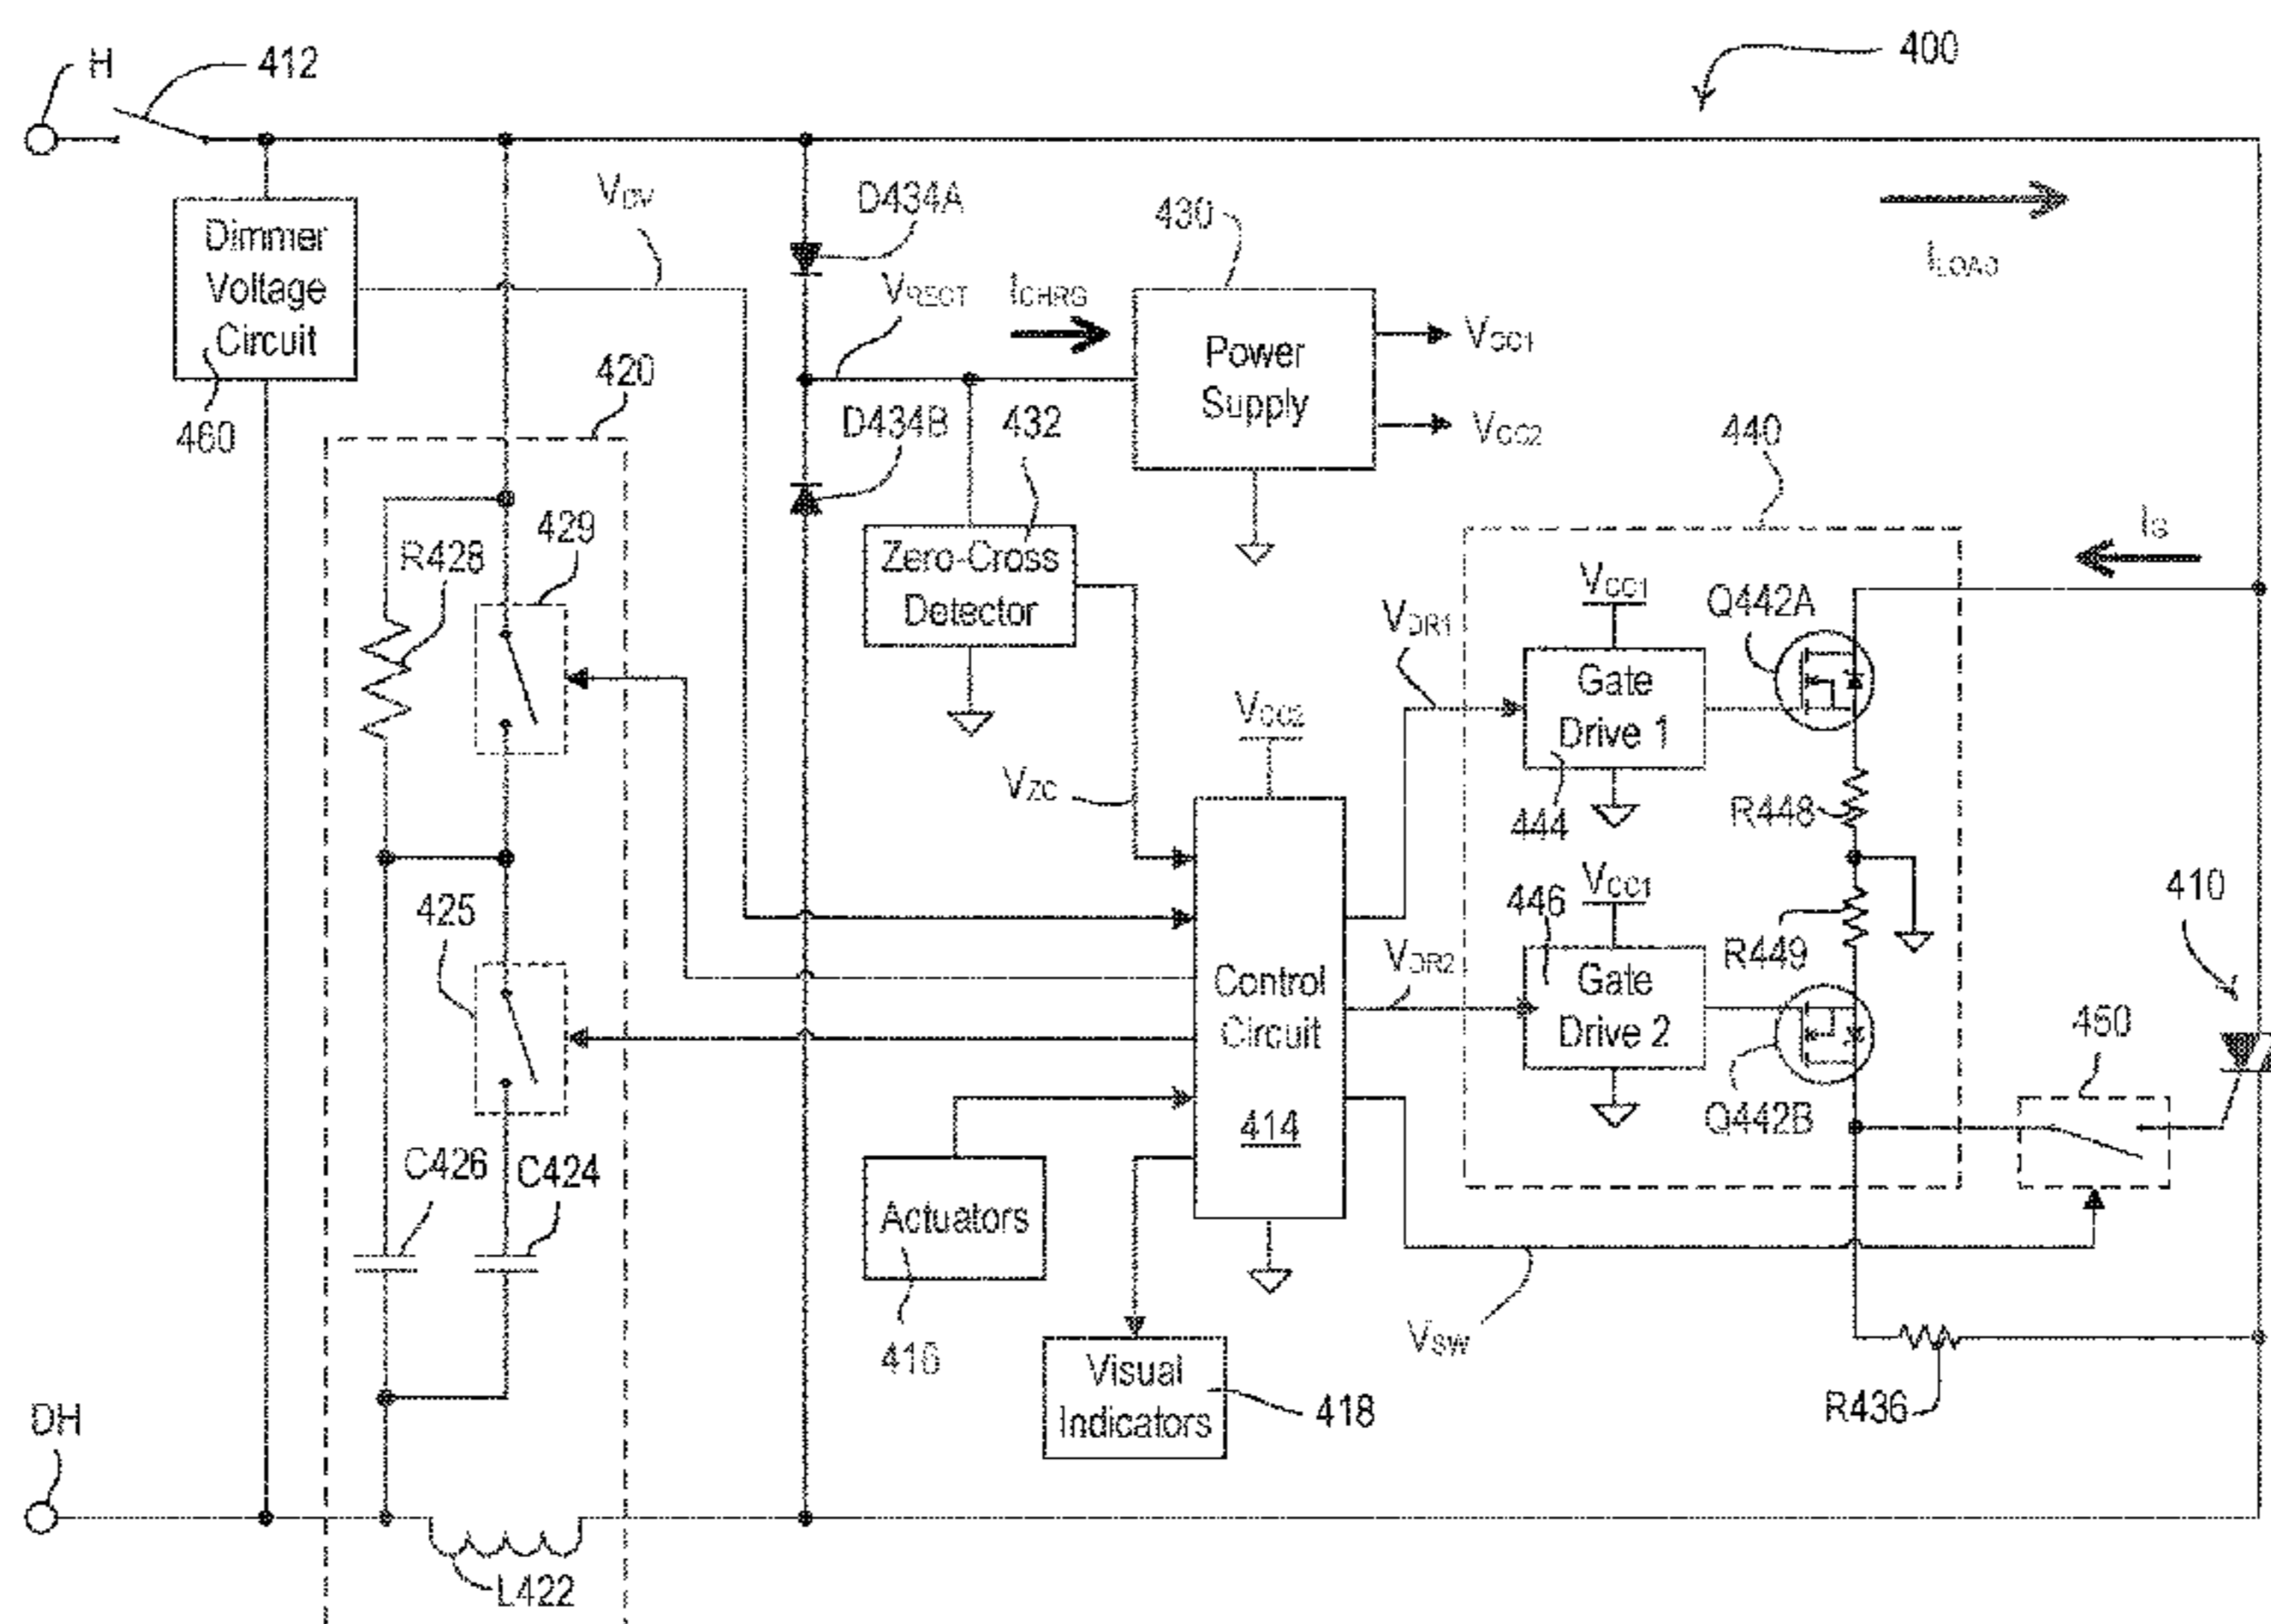 H
412
400
Dimmer
Voltage
Circuit
460
VDV
D434A
430
VRECT
ICHRG
Power
Supply
VCC1
VCC2
ILOAD
420
D434B
432
Zero-Cross
Detector
429
R428
440
IG
VCC1
Q442A
VDR1
Gate
Drive 1
444
R448
VCC2
VZC
425
446
VCC1
R449
410
VDR2
Gate
Drive 2
Control
Circuit
414
Q442B
450
C426
C424
Actuators
416
VSW
Visual
Indicators
418
R436
DH
L422